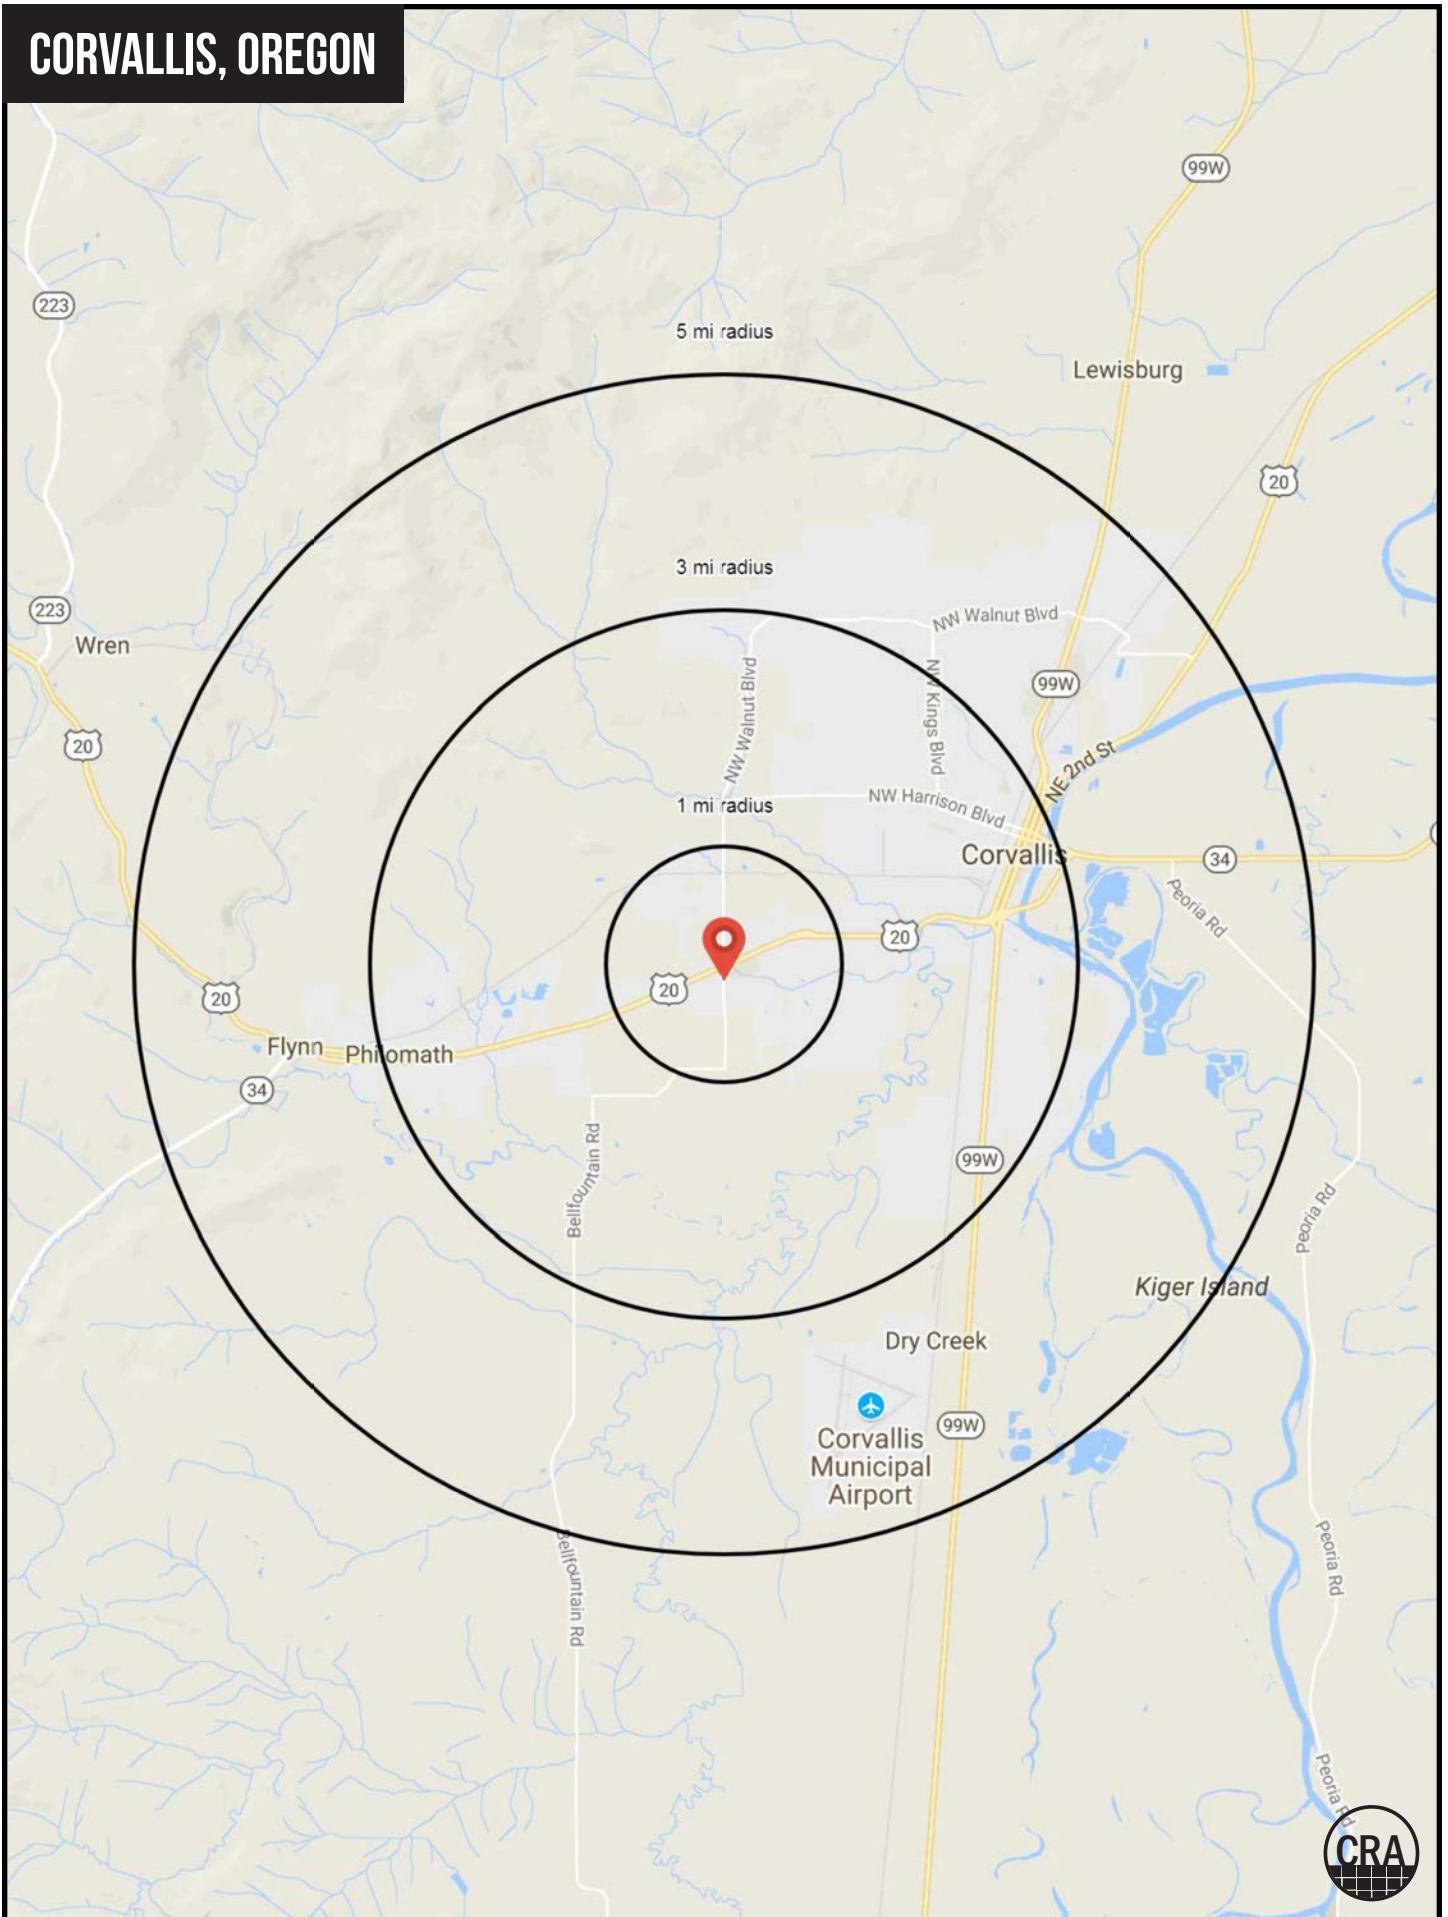 CORVALLIS, OREGON
99W
223
5 mi radius
Lewisburg
20
3 mi radius
223
NW Walnut Blvd
Wren
NW Walnut Blvd
NW Kings Blvd
99W
20
NE 2nd St
NW Harrison Blvd
1 mi radius
Corvallis
34
Peoria Rd
20
20
20
Flynn
Philomath
34
Bellfountain Rd
99W
Peoria Rd
Kiger Island
Dry Creek
99W
Corvallis
Municipal
Airport
Bellfountain Rd
Peoria Rd
Peoria Rd
CRA